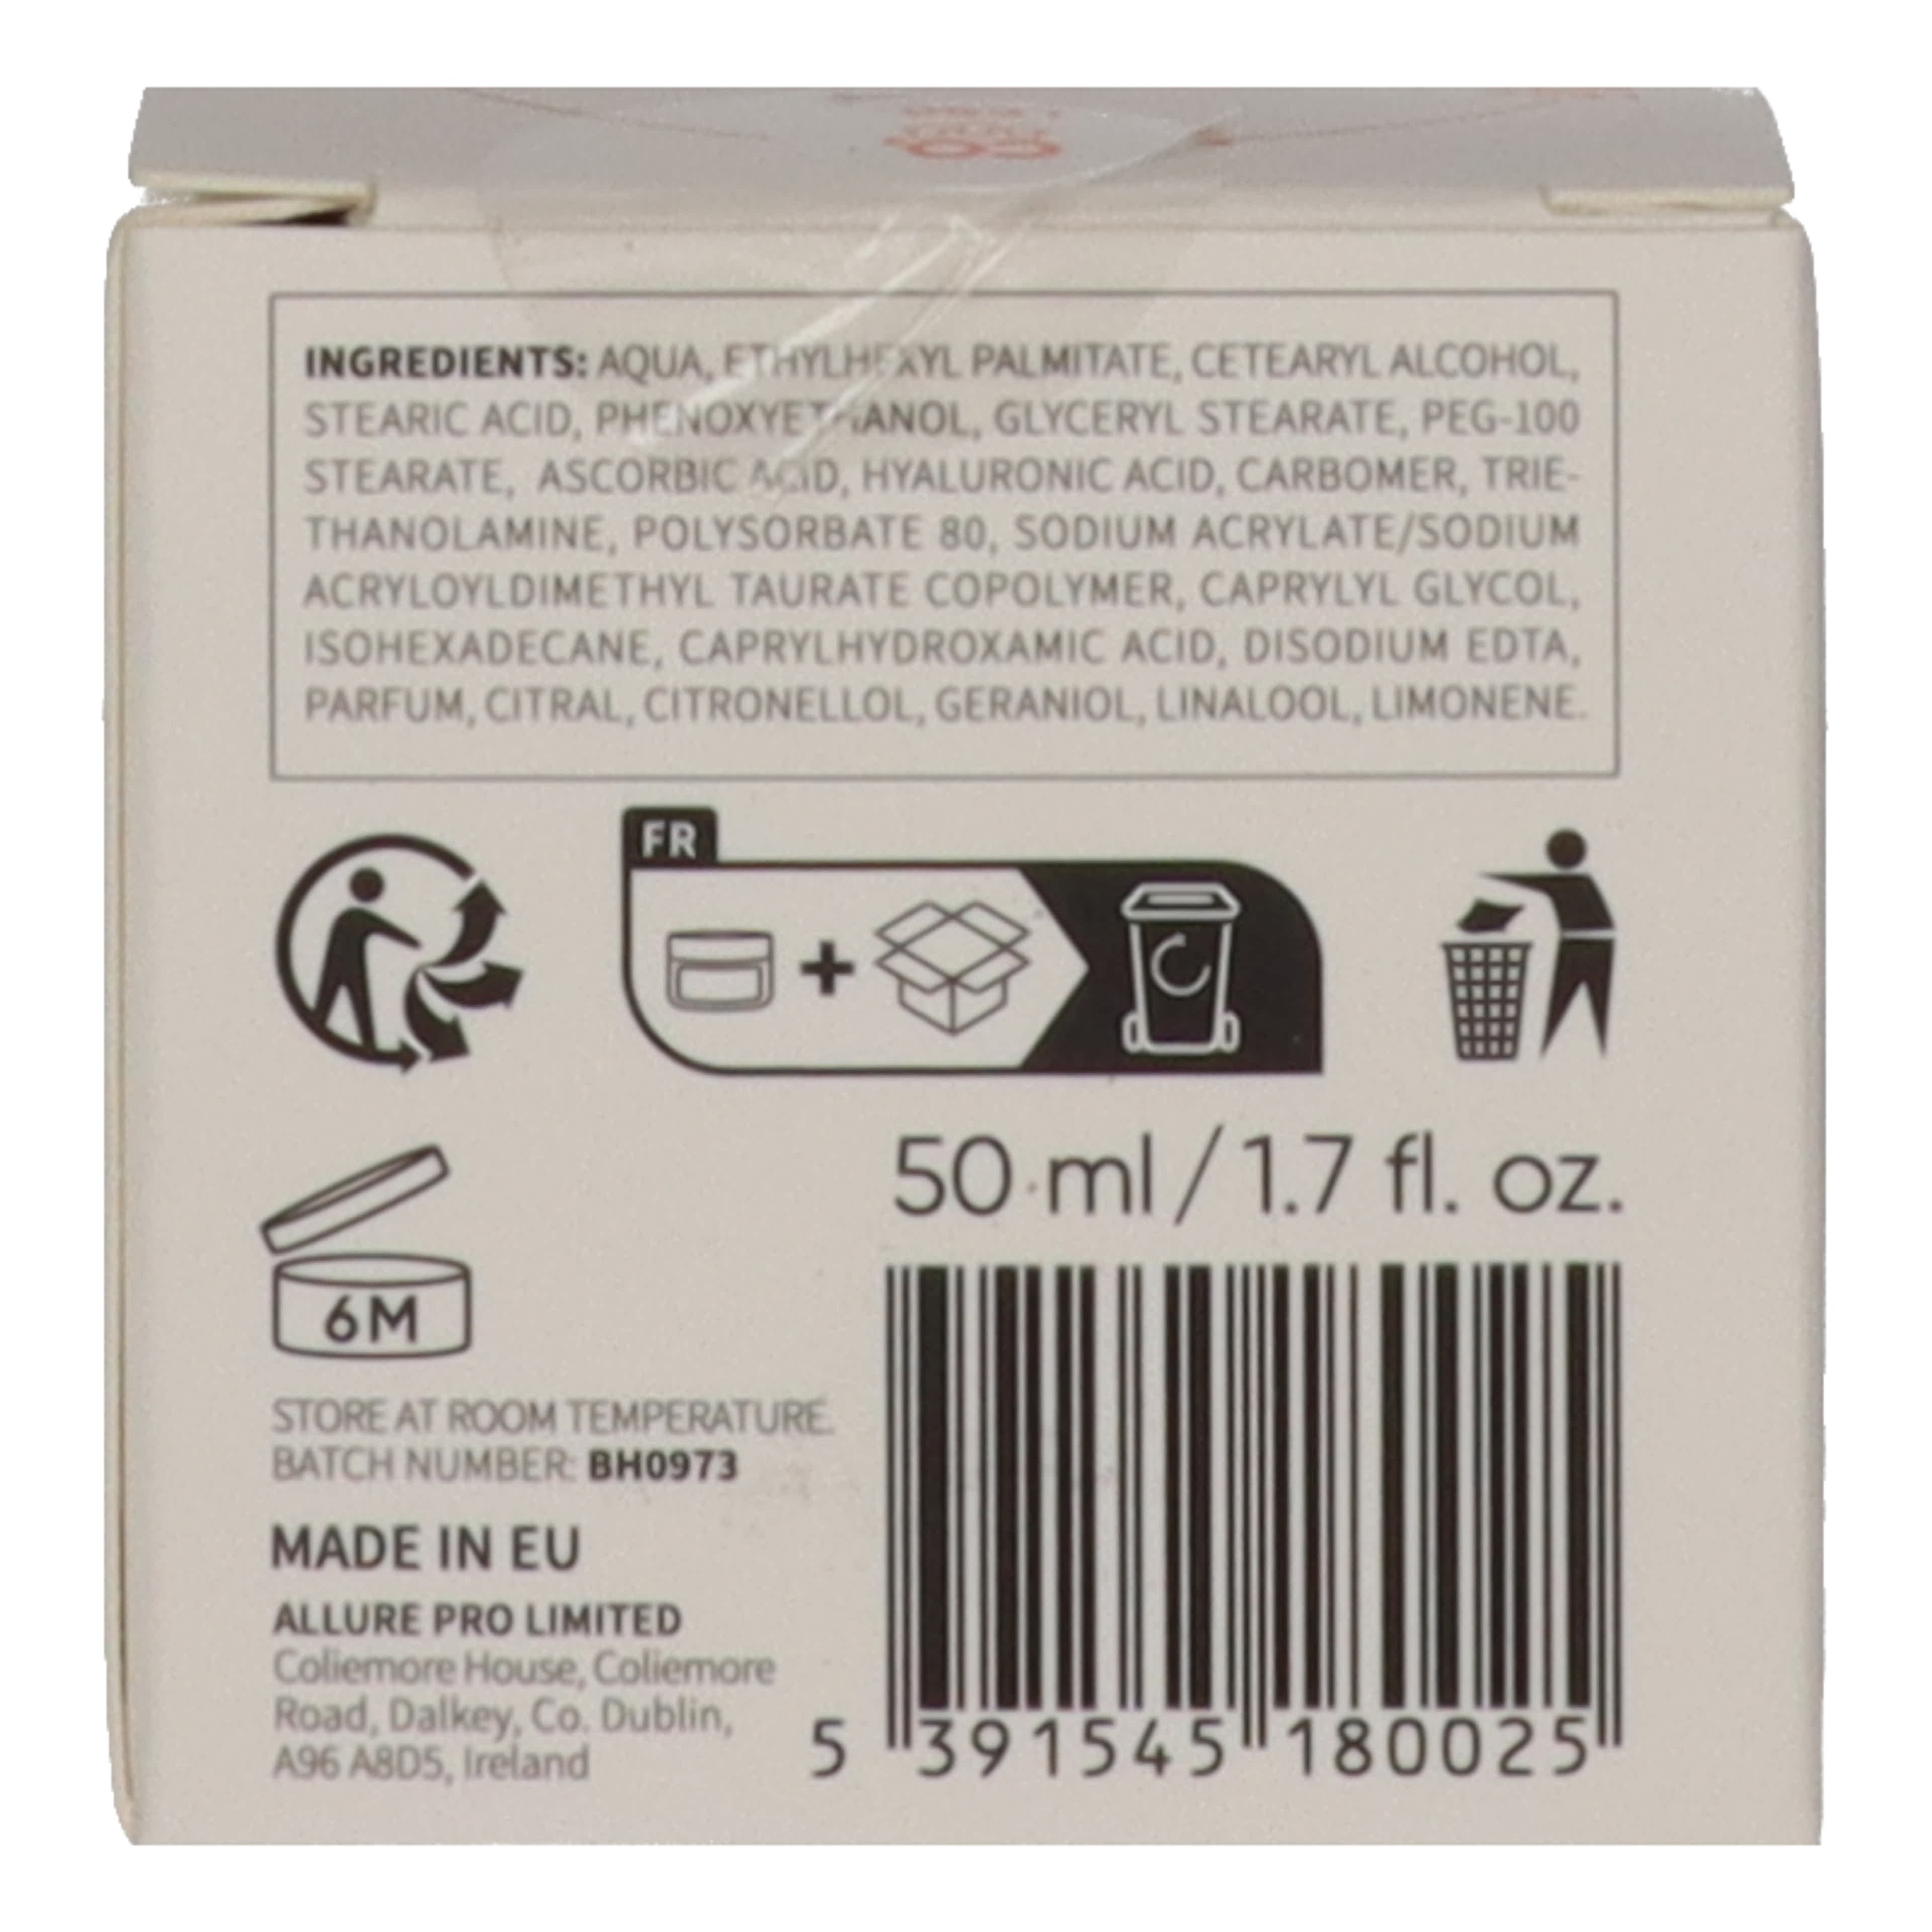 INGREDIENTS: AQUA, ETHYLHEXYL PALMITATE, CETEARYL ALCOHOL,
STEARIC ACID, PHENOXYETHANOL, GLYCERYL STEARATE, PEG-100
STEARATE, ASCORBIC ACID, HYALURONIC ACID, CARBOMER, TRIE-
THANOLAMINE, POLYSORBATE 80, SODIUM ACRYLATE/SODIUM
ACRYLOYLDIMETHYL TAURATE COPOLYMER, CAPRYLYL GLYCOL,
ISOHEXADECANE, CAPRYLHYDROXAMIC ACID, DISODIUM EDTA,
PARFUM, CITRAL, CITRONELLOL, GERANIOL, LINALOOL, LIMONENE.
FR
+
50 ml / 1.7 fl. oz.
6M
STORE AT ROOM TEMPERATURE.
BATCH NUMBER: BH0973
MADE IN EU
ALLURE PRO LIMITED
Coliemore House, Coliemore
Road, Dalkey, Co. Dublin,
A96 A8D5, Ireland
5 391545 180025